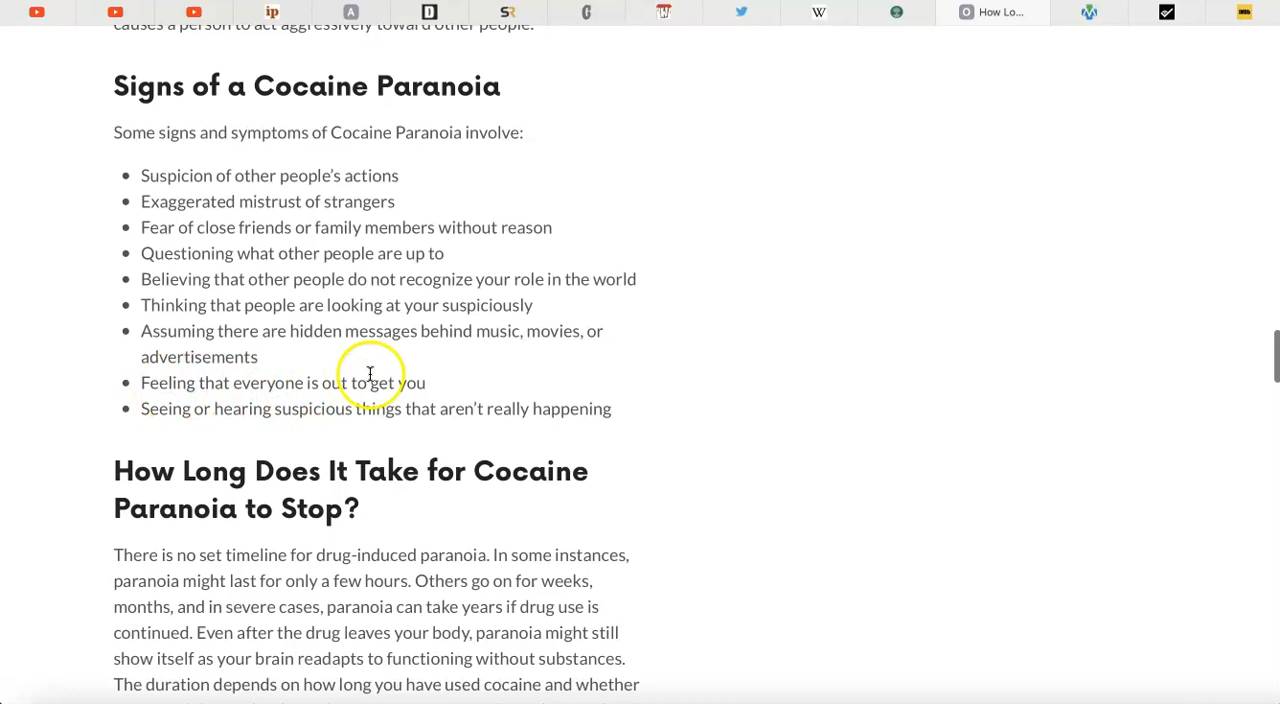 How Lo...
causes a person to act aggressively toward other people.
Signs of a Cocaine Paranoia
Some signs and symptoms of Cocaine Paranoia involve:
Suspicion of other people's actions
Exaggerated mistrust of strangers
Fear of close friends or family members without reason
Questioning what other people are up to
Believing that other people do not recognize your role in the world
Thinking that people are looking at your suspiciously
Assuming there are hidden messages behind music, movies, or
advertisements
Feeling that everyone is out to get you
Seeing or hearing suspicious things that aren't really happening
How Long Does It Take for Cocaine
Paranoia to Stop?
There is no set timeline for drug-induced paranoia. In some instances,
paranoia might last for only a few hours. Others go on for weeks,
months, and in severe cases, paranoia can take years if drug use is
continued. Even after the drug leaves your body, paranoia might still
show itself as your brain readapts to functioning without substances.
The duration depends on how long you have used cocaine and whether